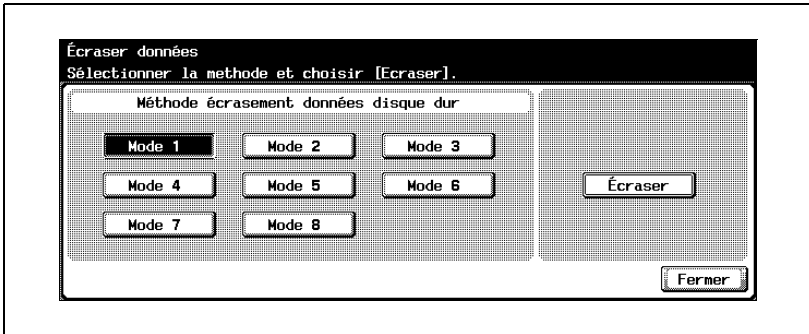 Écraser données
Sélectionner la methode et choisir [Ecraser].
Méthode écrasement données disque dur
Mode 1 Mode 2 Mode 3
Mode 4 Mode 5 Mode 6
Écraser
Mode 7 Mode 8
Fermer